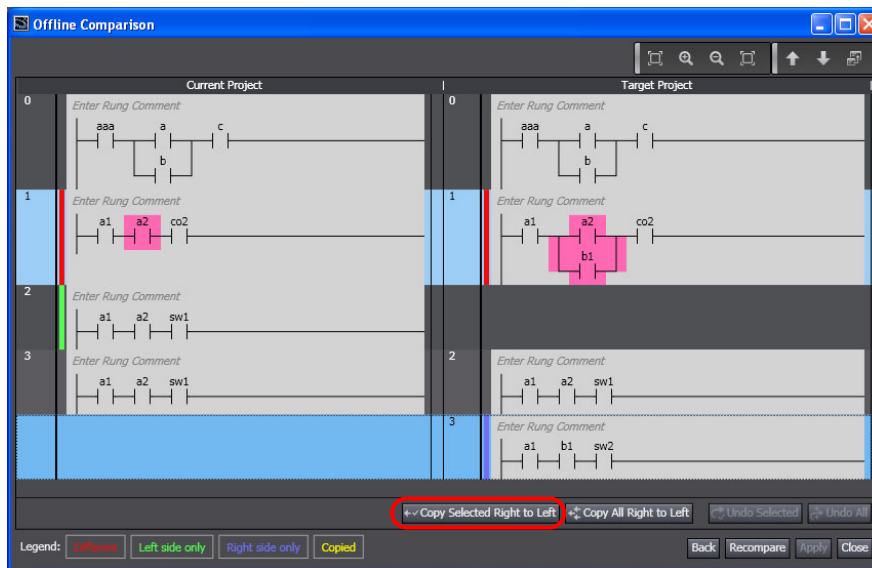 Offline Comparison
Current Project
Target Project
0
Enter Rung Comment
aaa a c
b
0
Enter Rung Comment
aaa a c
b
1
Enter Rung Comment
a1 a2 co2
1
Enter Rung Comment
a1 a2 co2
b1
2
Enter Rung Comment
a1 a2 sw1
3
Enter Rung Comment
a1 a2 sw1
2
Enter Rung Comment
a1 a2 sw1
3
Enter Rung Comment
a1 b1 sw2
Copy Selected Right to Left Copy All Right to Left Undo Selected Undo All
Legend: Different Left side only Right side only Copied Back Recompare Apply Close